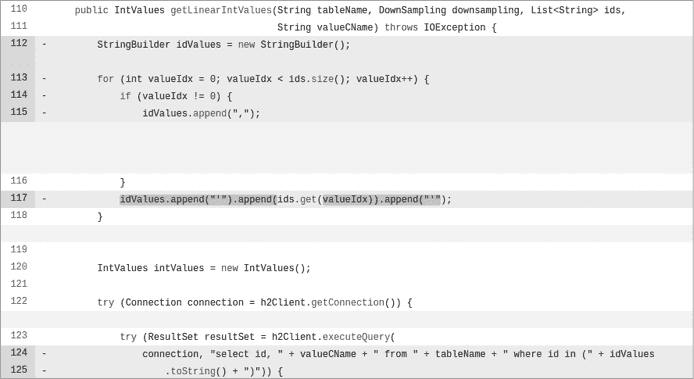 110 public IntValues getLinearIntValues(String tableName, DownSampling downsampling, List<String> ids,
111 String valueCName) throws IOException {
112 - StringBuilder idValues = new StringBuilder();
113 - for (int valueIdx = 0; valueIdx < ids.size(); valueIdx++) {
114 - if (valueIdx != 0) {
115 - idValues.append(",");
116 }
117 - idValues.append("'").append(ids.get(valueIdx)).append("'");
118 }
119
120 IntValues intValues = new IntValues();
121
122 try (Connection connection = h2Client.getConnection()) {
123 try (ResultSet resultSet = h2Client.executeQuery(
124 - connection, "select id, " + valueCName + " from " + tableName + " where id in (" + idValues
125 - .toString() + ")")) {